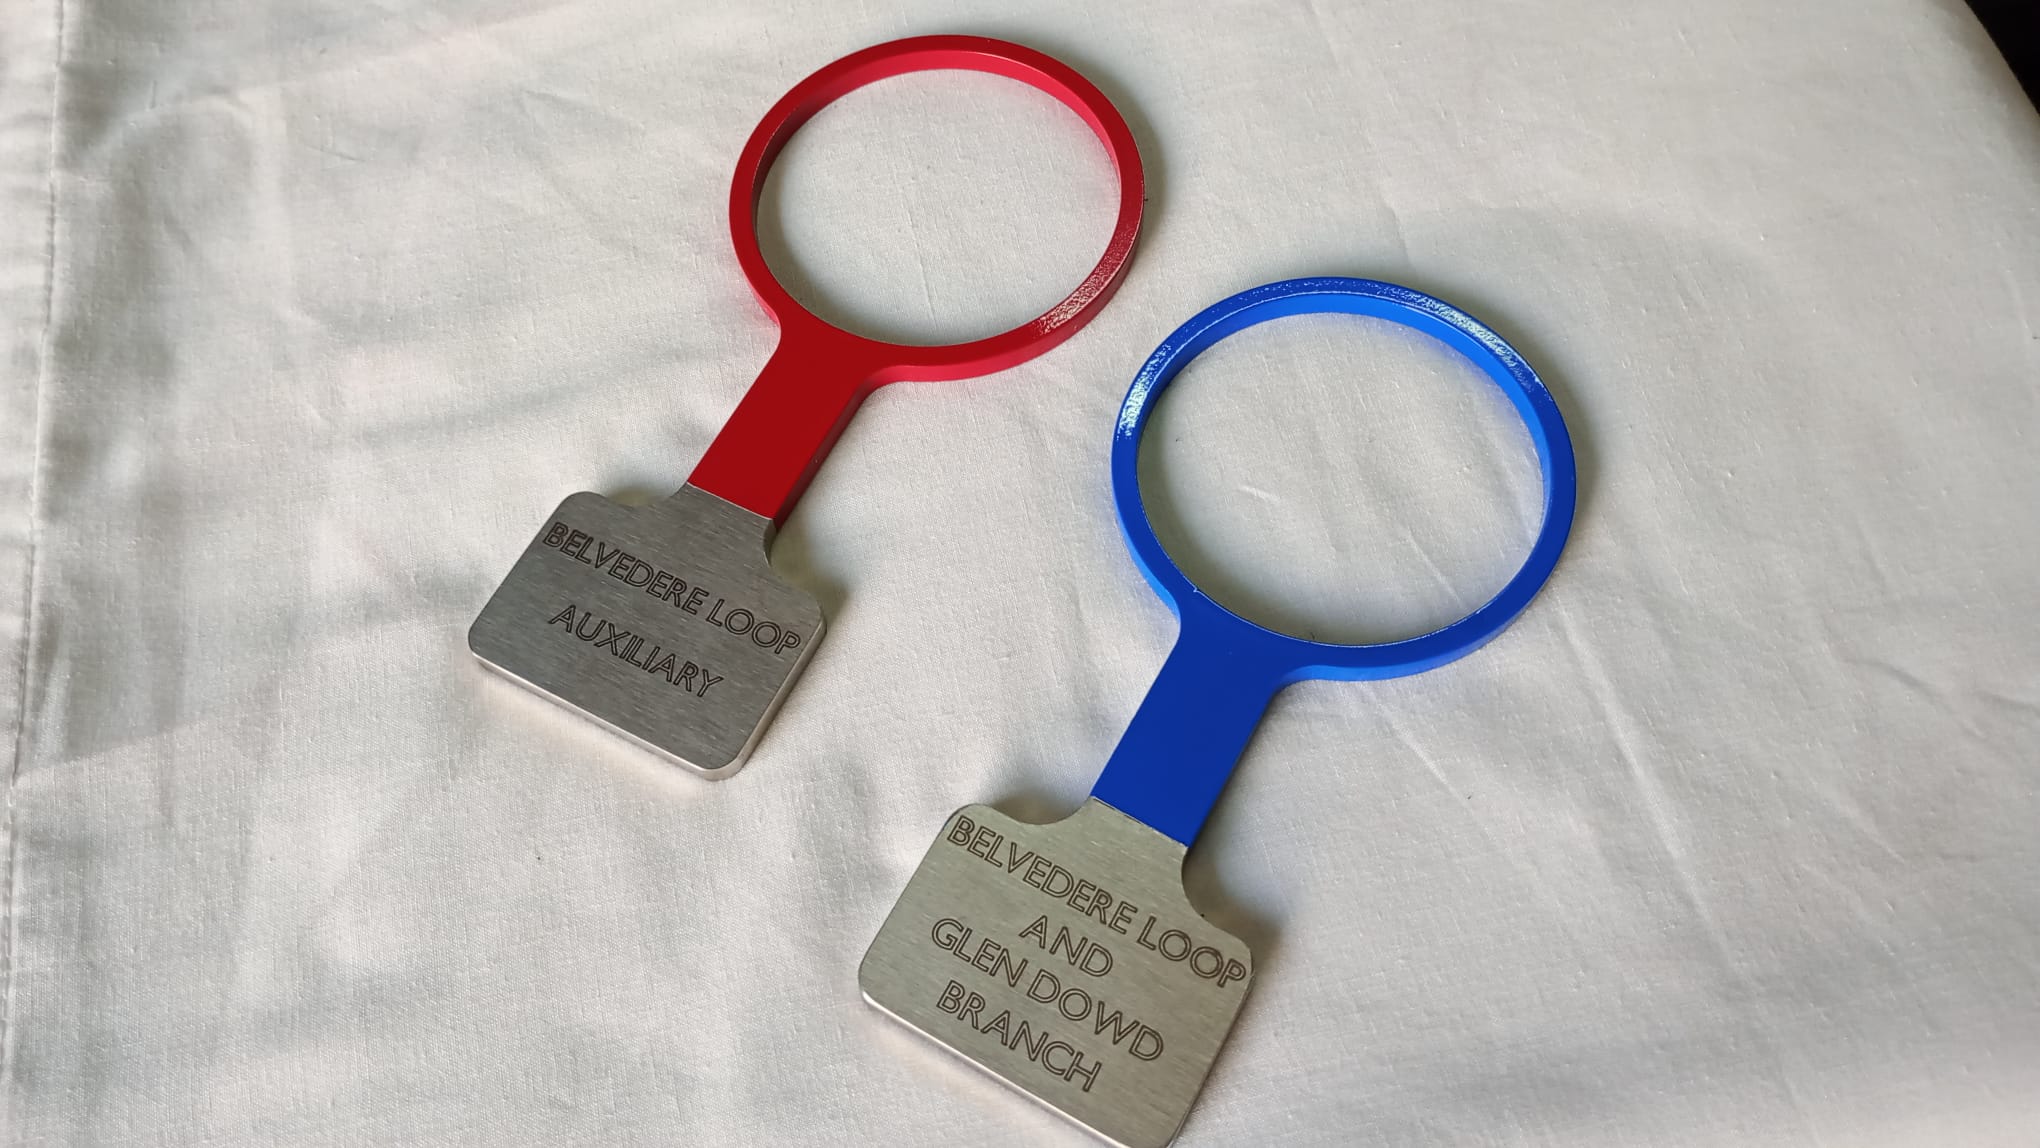 BELVEDERE LOOP
AUXILIARY
BELVEDERE LOOP
AND
GLEN DOWD
BRANCH